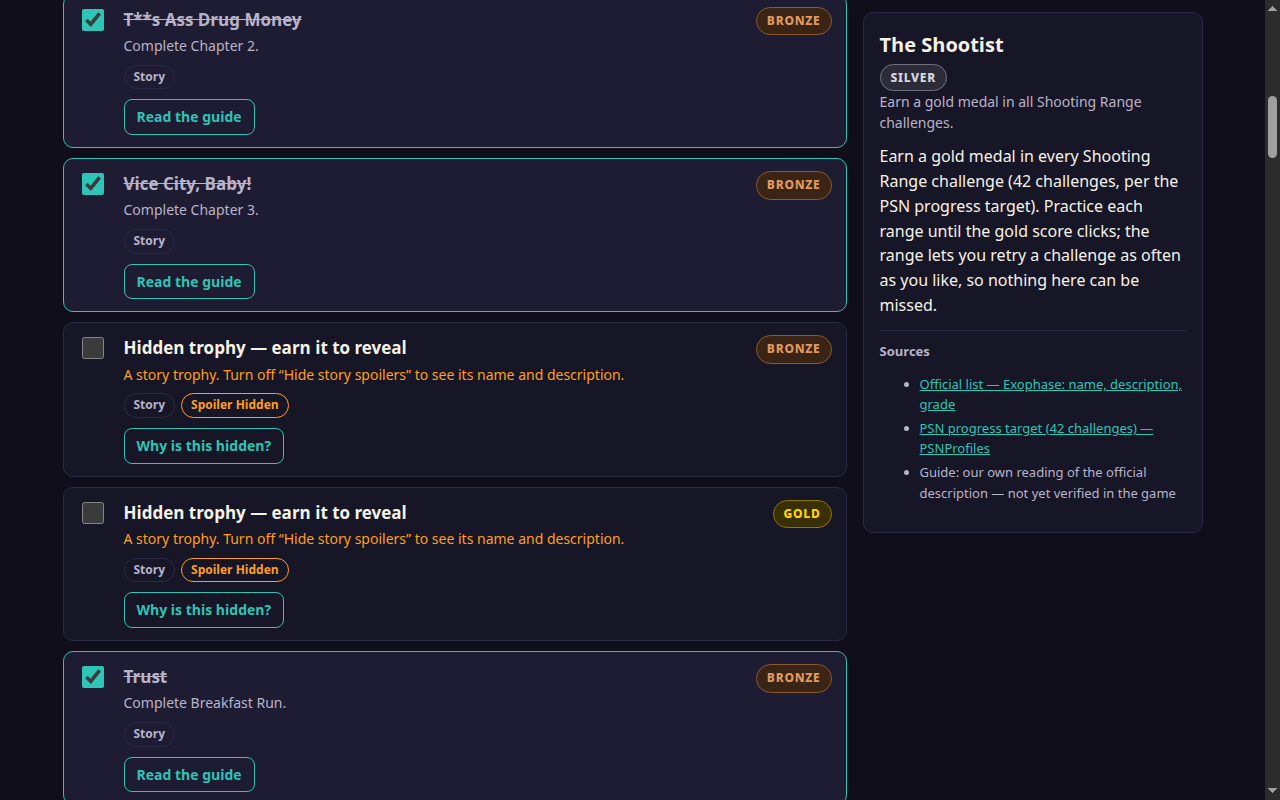 T**s Ass Drug Money
BRONZE
Complete Chapter 2.
Story
Read the guide
Vice City, Baby!
BRONZE
Complete Chapter 3.
Story
Read the guide
Hidden trophy — earn it to reveal
BRONZE
A story trophy. Turn off “Hide story spoilers” to see its name and description.
Story
Spoiler Hidden
Why is this hidden?
Hidden trophy — earn it to reveal
GOLD
A story trophy. Turn off “Hide story spoilers” to see its name and description.
Story
Spoiler Hidden
Why is this hidden?
Trust
BRONZE
Complete Breakfast Run.
Story
Read the guide
The Shootist
SILVER
Earn a gold medal in all Shooting Range
challenges.
Earn a gold medal in every Shooting
Range challenge (42 challenges, per the
PSN progress target). Practice each
range until the gold score clicks; the
range lets you retry a challenge as often
as you like, so nothing here can be
missed.
Sources
Official list — Exophase: name, description,
grade
PSN progress target (42 challenges) —
PSNProfiles
Guide: our own reading of the official
description — not yet verified in the game